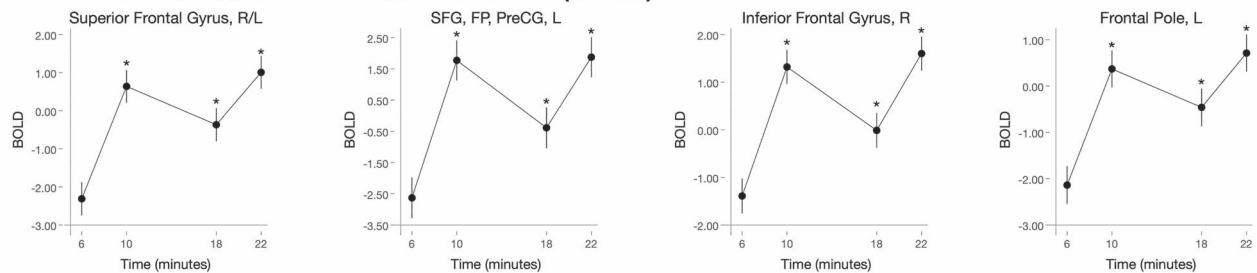 Superior Frontal Gyrus, R/L
2.00
1.00
0.00
-1.00
-2.00
-3.00
BOLD
*
*
*
6 10 18 22
Time (minutes)
SFG, FP, PreCG, L
2.50
1.50
0.50
-0.50
-1.50
-2.50
-3.50
BOLD
*
*
*
6 10 18 22
Time (minutes)
Inferior Frontal Gyrus, R
2.00
1.00
0.00
-1.00
-2.00
BOLD
*
*
*
6 10 18 22
Time (minutes)
Frontal Pole, L
1.00
0.00
-1.00
-2.00
-3.00
BOLD
*
*
*
6 10 18 22
Time (minutes)